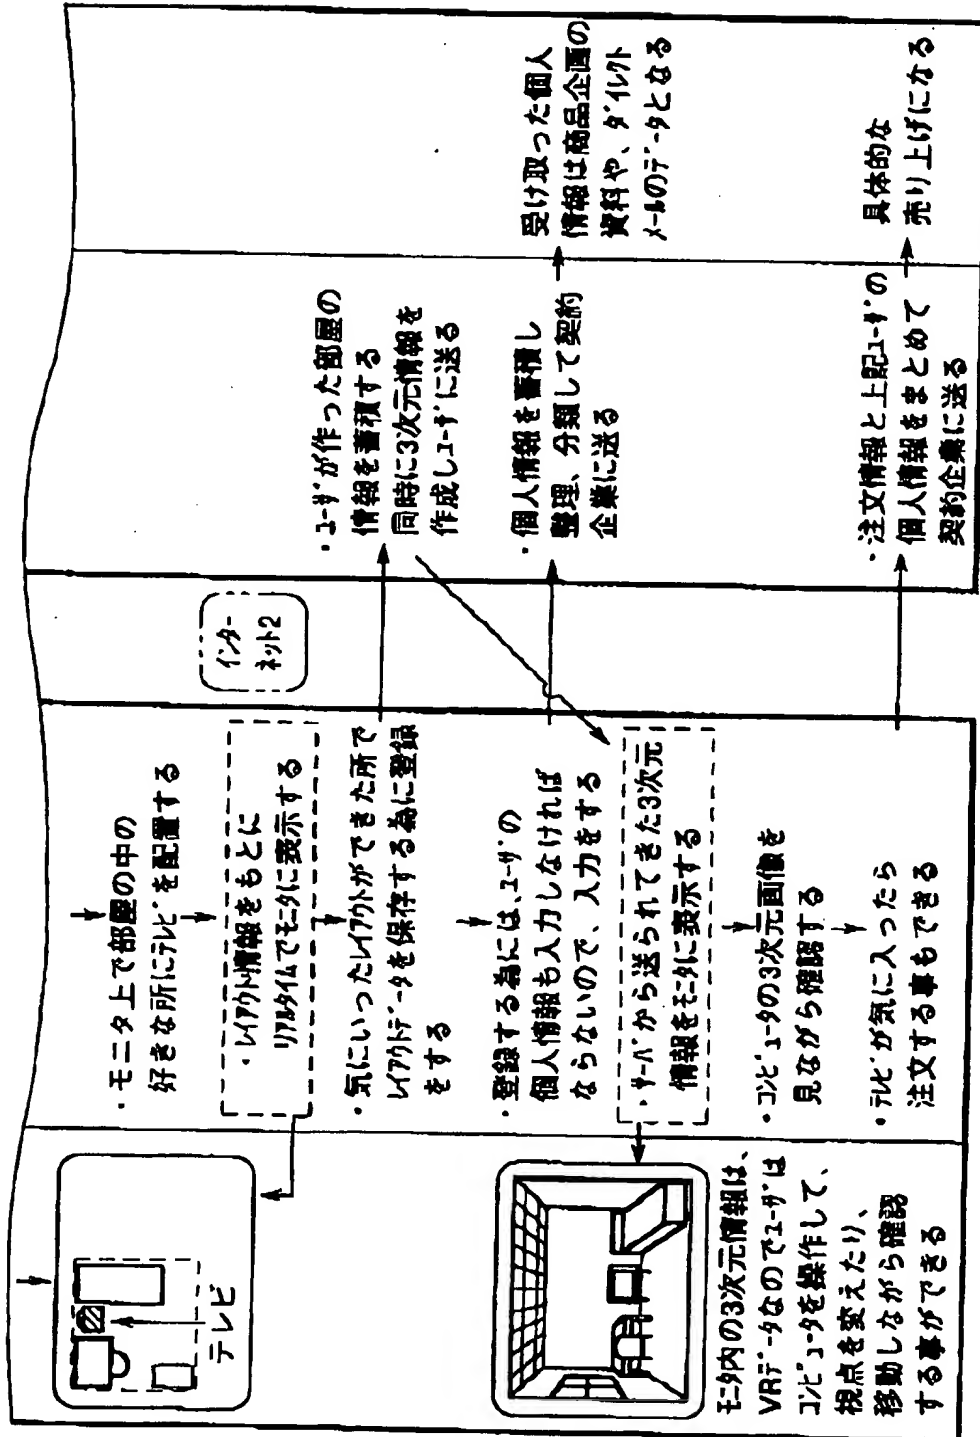 テレビ
モニタ内の3次元情報は、
VRデータなのでユーザは
コンピュータを操作して、
視点を変えたり、
移動しながら確認
する事ができる
・モニタ上で部屋の中の
好きな所にテレビを配置する
・レイアウト情報をもとに
リアルタイムでモニタに表示する
・気にいったレイアウトができた所で
レイアウトデータを保存する為に登録
をする
・登録する為には、ユーザの
個人情報も入力しなければ
ならないので、入力をする
・サーバから送られてきた3次元
情報をモニタに表示する
・コンピュータの3次元画像を
見ながら確認する
・テレビが気に入ったら
注文する事もできる
インター
ネット2
・ユーザが作った部屋の
情報を蓄積する
同時に3次元情報を
作成しユーザに送る
・個人情報を蓄積し
整理、分類して契約
企業に送る
・注文情報と上記ユーザの
個人情報をまとめて
契約企業に送る
受け取った個人
情報は商品企画の
資料や、ダイレクト
メールのデータとなる
具体的な
売り上げになる